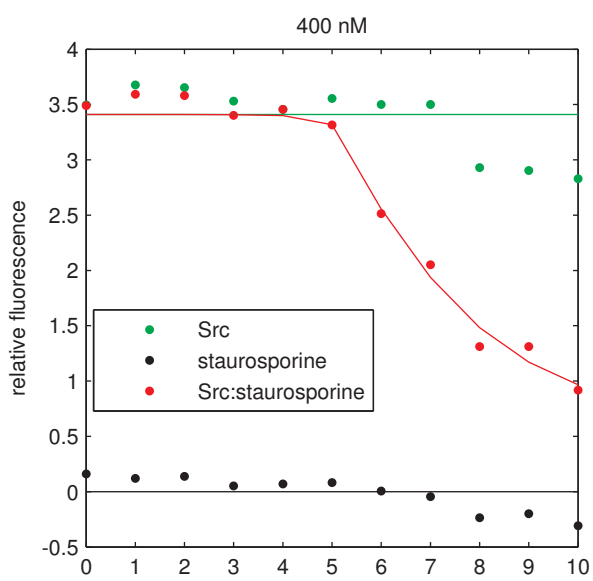 400 nM
4
3.5
3
2.5
2
1.5
1
0.5
0
-0.5
relative fluorescence
Src
staurosporine
Src:staurosporine
0 1 2 3 4 5 6 7 8 9 10